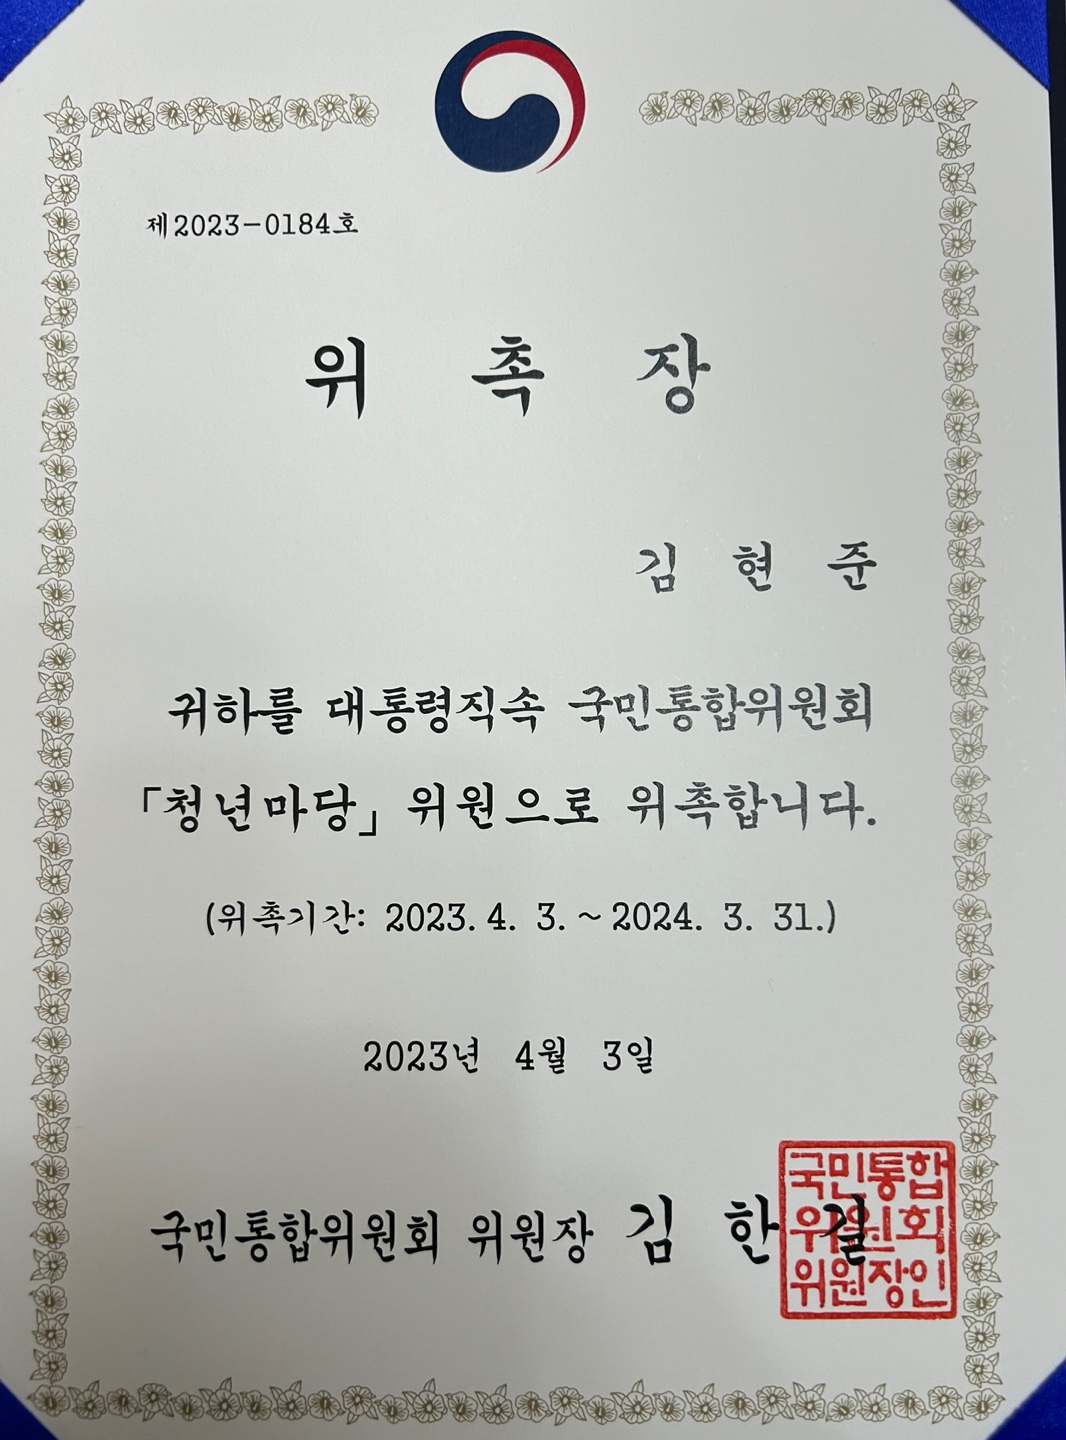 제2023-0184호
위 촉 장
김 현 준
귀하를 대통령직속 국민통합위원회
「청년마당」 위원으로 위촉합니다.
(위촉기간: 2023. 4. 3. ~ 2024. 3. 31.)
2023년 4월 3일
국민통합위원회 위원장 김 한 길
국민통합
위원회
위원장인